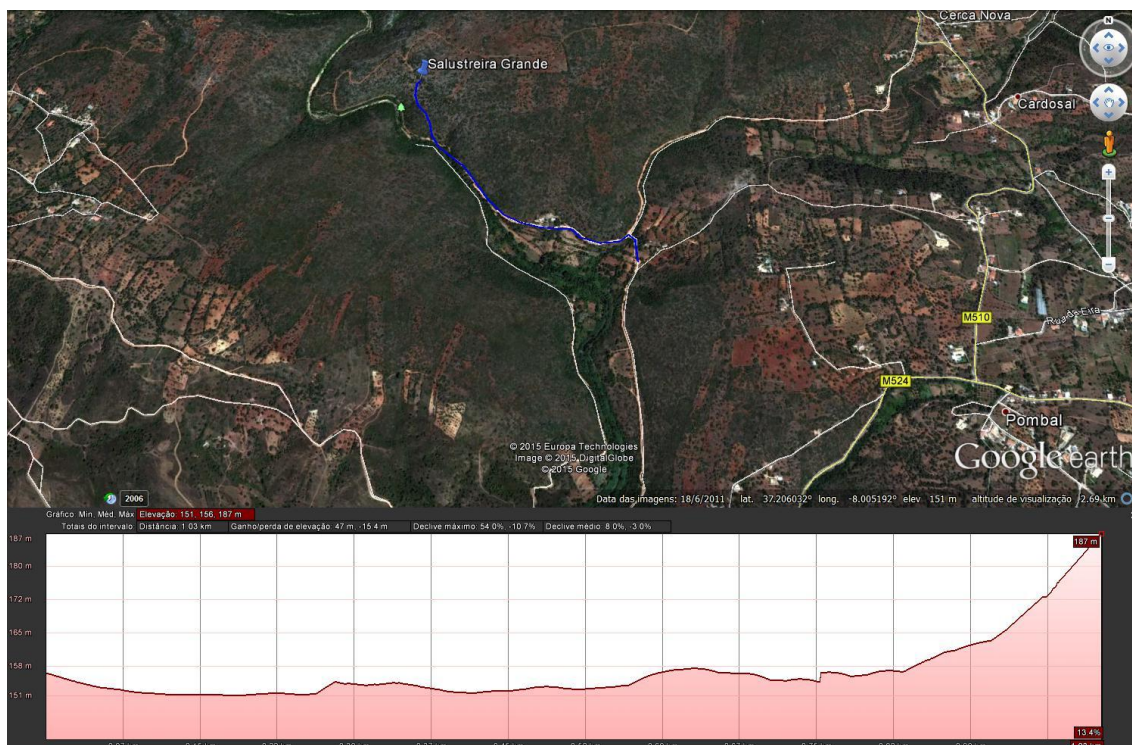 Cerca Nova
N
Salustreira Grande
Cardosal
M510
Rua da Eira
M524
Pombal
© 2015 Europa Technologies
Image © 2015 DigitalGlobe
© 2015 Google
Google earth
2006
Data das imagens: 18/6/2011 lat. 37.206032° long. -8.005192° elev 151 m altitude de visualização 2.69 km
Gráfico Min, Méd, Máx Elevação: 151, 156, 187 m
Totais do intervalo: Distância: 1.03 km Ganho/perda de elevação: 47 m, -15.4 m Declive máximo: 54.0%, -10.7% Declive médio: 8.0%, -3.0%
187 m
187 m
180 m
172 m
165 m
158 m
151 m
13.4%